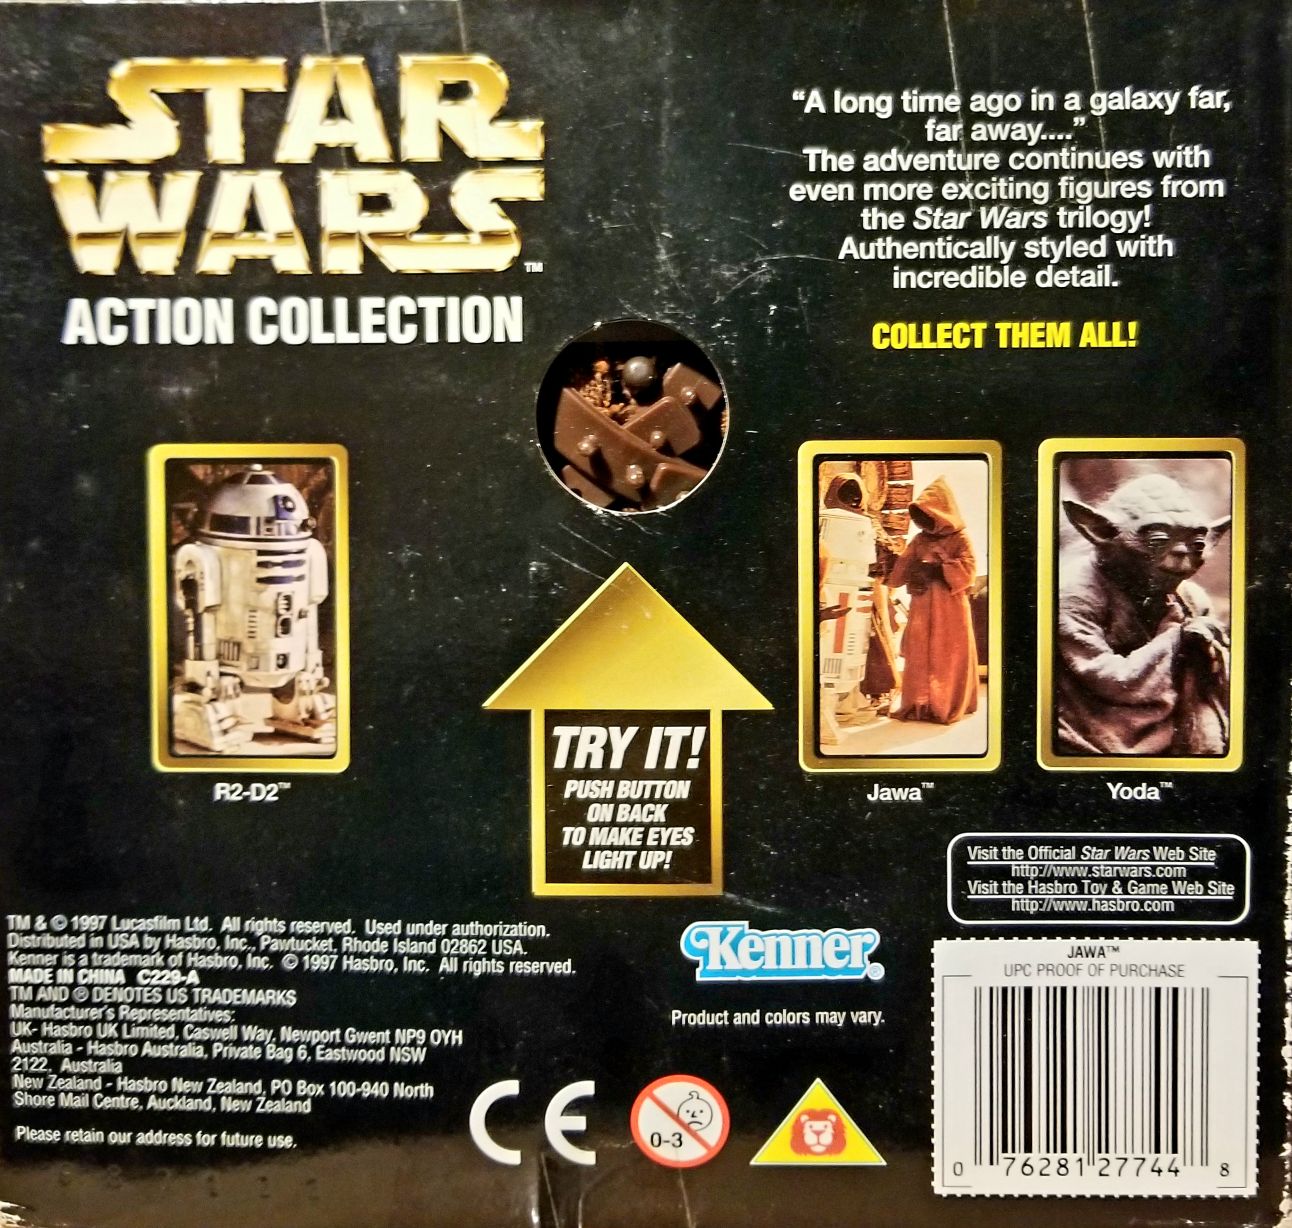 STAR
WARS™
ACTION COLLECTION
"A long time ago in a galaxy far,
far away...."
The adventure continues with
even more exciting figures from
the Star Wars trilogy!
Authentically styled with
incredible detail.
COLLECT THEM ALL!
R2-D2™
TRY IT!
PUSH BUTTON
ON BACK
TO MAKE EYES
LIGHT UP!
Jawa™
Yoda™
Visit the Official Star Wars Web Site
http://www.starwars.com
Visit the Hasbro Toy & Game Web Site
http://www.hasbro.com
TM & © 1997 Lucasfilm Ltd. All rights reserved. Used under authorization.
Distributed in USA by Hasbro, Inc., Pawtucket, Rhode Island 02862 USA.
Kenner is a trademark of Hasbro, Inc. © 1997 Hasbro, Inc. All rights reserved.
MADE IN CHINA C229-A
TM AND ® DENOTES US TRADEMARKS
Manufacturer's Representatives:
UK- Hasbro UK Limited, Caswell Way, Newport Gwent NP9 OYH
Australia - Hasbro Australia, Private Bag 6, Eastwood NSW
2122, Australia
New Zealand - Hasbro New Zealand, PO Box 100-940 North
Shore Mail Centre, Auckland, New Zealand
Please retain our address for future use.
Kenner®
Product and colors may vary.
CE
0-3
JAWA™
UPC PROOF OF PURCHASE
0 76281 27744 8